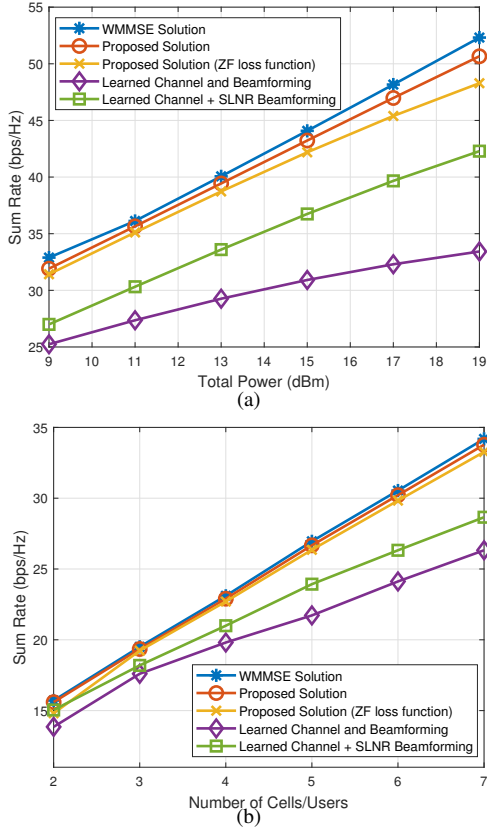 55
50
45
40
35
30
25
Sum Rate (bps/Hz)
WMMSE Solution
Proposed Solution
Proposed Solution (ZF loss function)
Learned Channel and Beamforming
Learned Channel + SLNR Beamforming
9 10 11 12 13 14 15 16 17 18 19
Total Power (dBm)
(a)
35
30
25
20
15
Sum Rate (bps/Hz)
WMMSE Solution
Proposed Solution
Proposed Solution (ZF loss function)
Learned Channel and Beamforming
Learned Channel + SLNR Beamforming
2 3 4 5 6 7
Number of Cells/Users
(b)